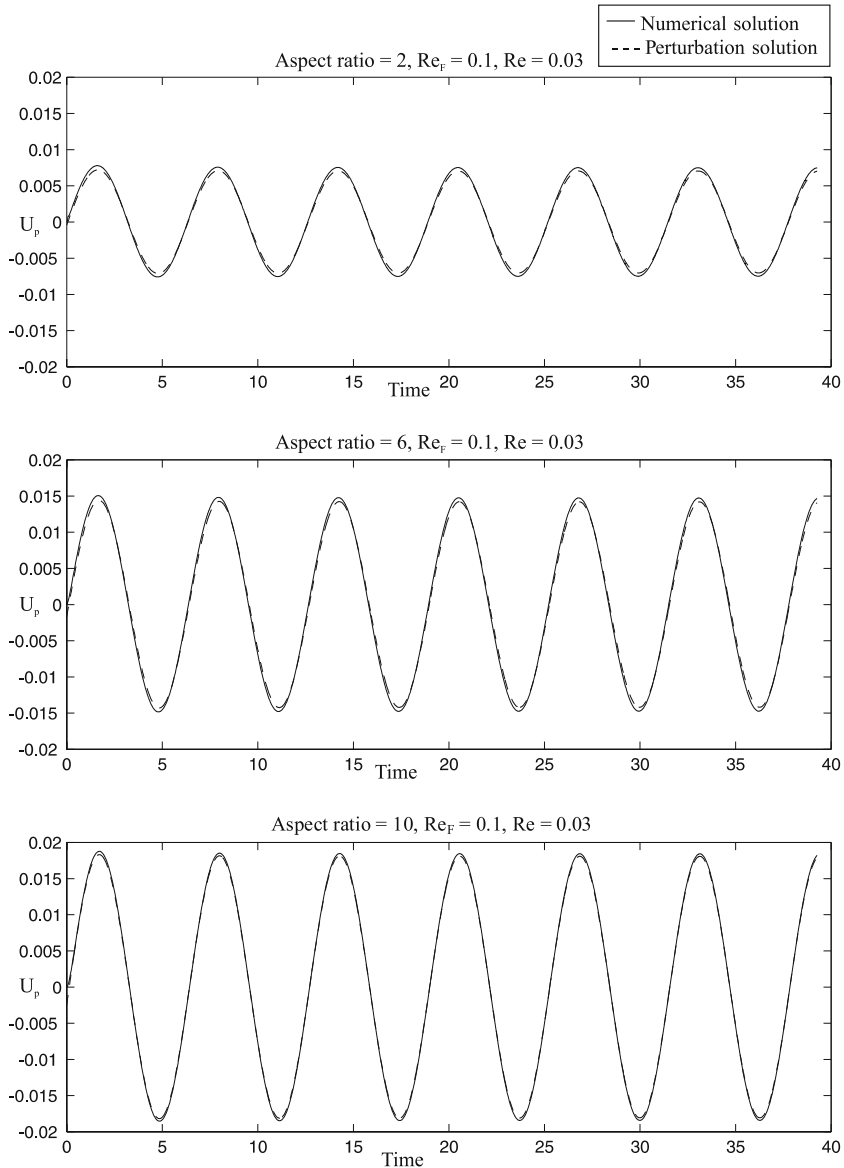 Numerical solution
Perturbation solution
Aspect ratio = 2, Re_F = 0.1, Re = 0.03
0.02
0.015
0.01
0.005
0
U_p
-0.005
-0.01
-0.015
-0.02
0 5 10 15 20 25 30 35 40
Time
Aspect ratio = 6, Re_F = 0.1, Re = 0.03
0.02
0.015
0.01
0.005
0
U_p
-0.005
-0.01
-0.015
-0.02
0 5 10 15 20 25 30 35 40
Time
Aspect ratio = 10, Re_F = 0.1, Re = 0.03
0.02
0.015
0.01
0.005
0
U_p
-0.005
-0.01
-0.015
-0.02
0 5 10 15 20 25 30 35 40
Time